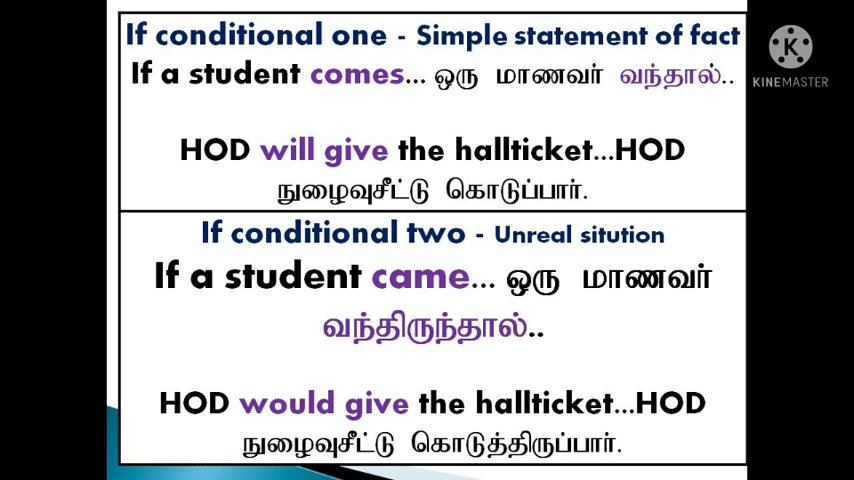 If conditional one - Simple statement of fact
If a student comes... ஒரு மாணவர் வந்தால்..
HOD will give the hallticket...HOD
நுழைவுசீட்டு கொடுப்பார்.
If conditional two - Unreal sitution
If a student came... ஒரு மாணவர்
வந்திருந்தால்..
HOD would give the hallticket...HOD
நுழைவுசீட்டு கொடுத்திருப்பார்.
K
KINEMASTER